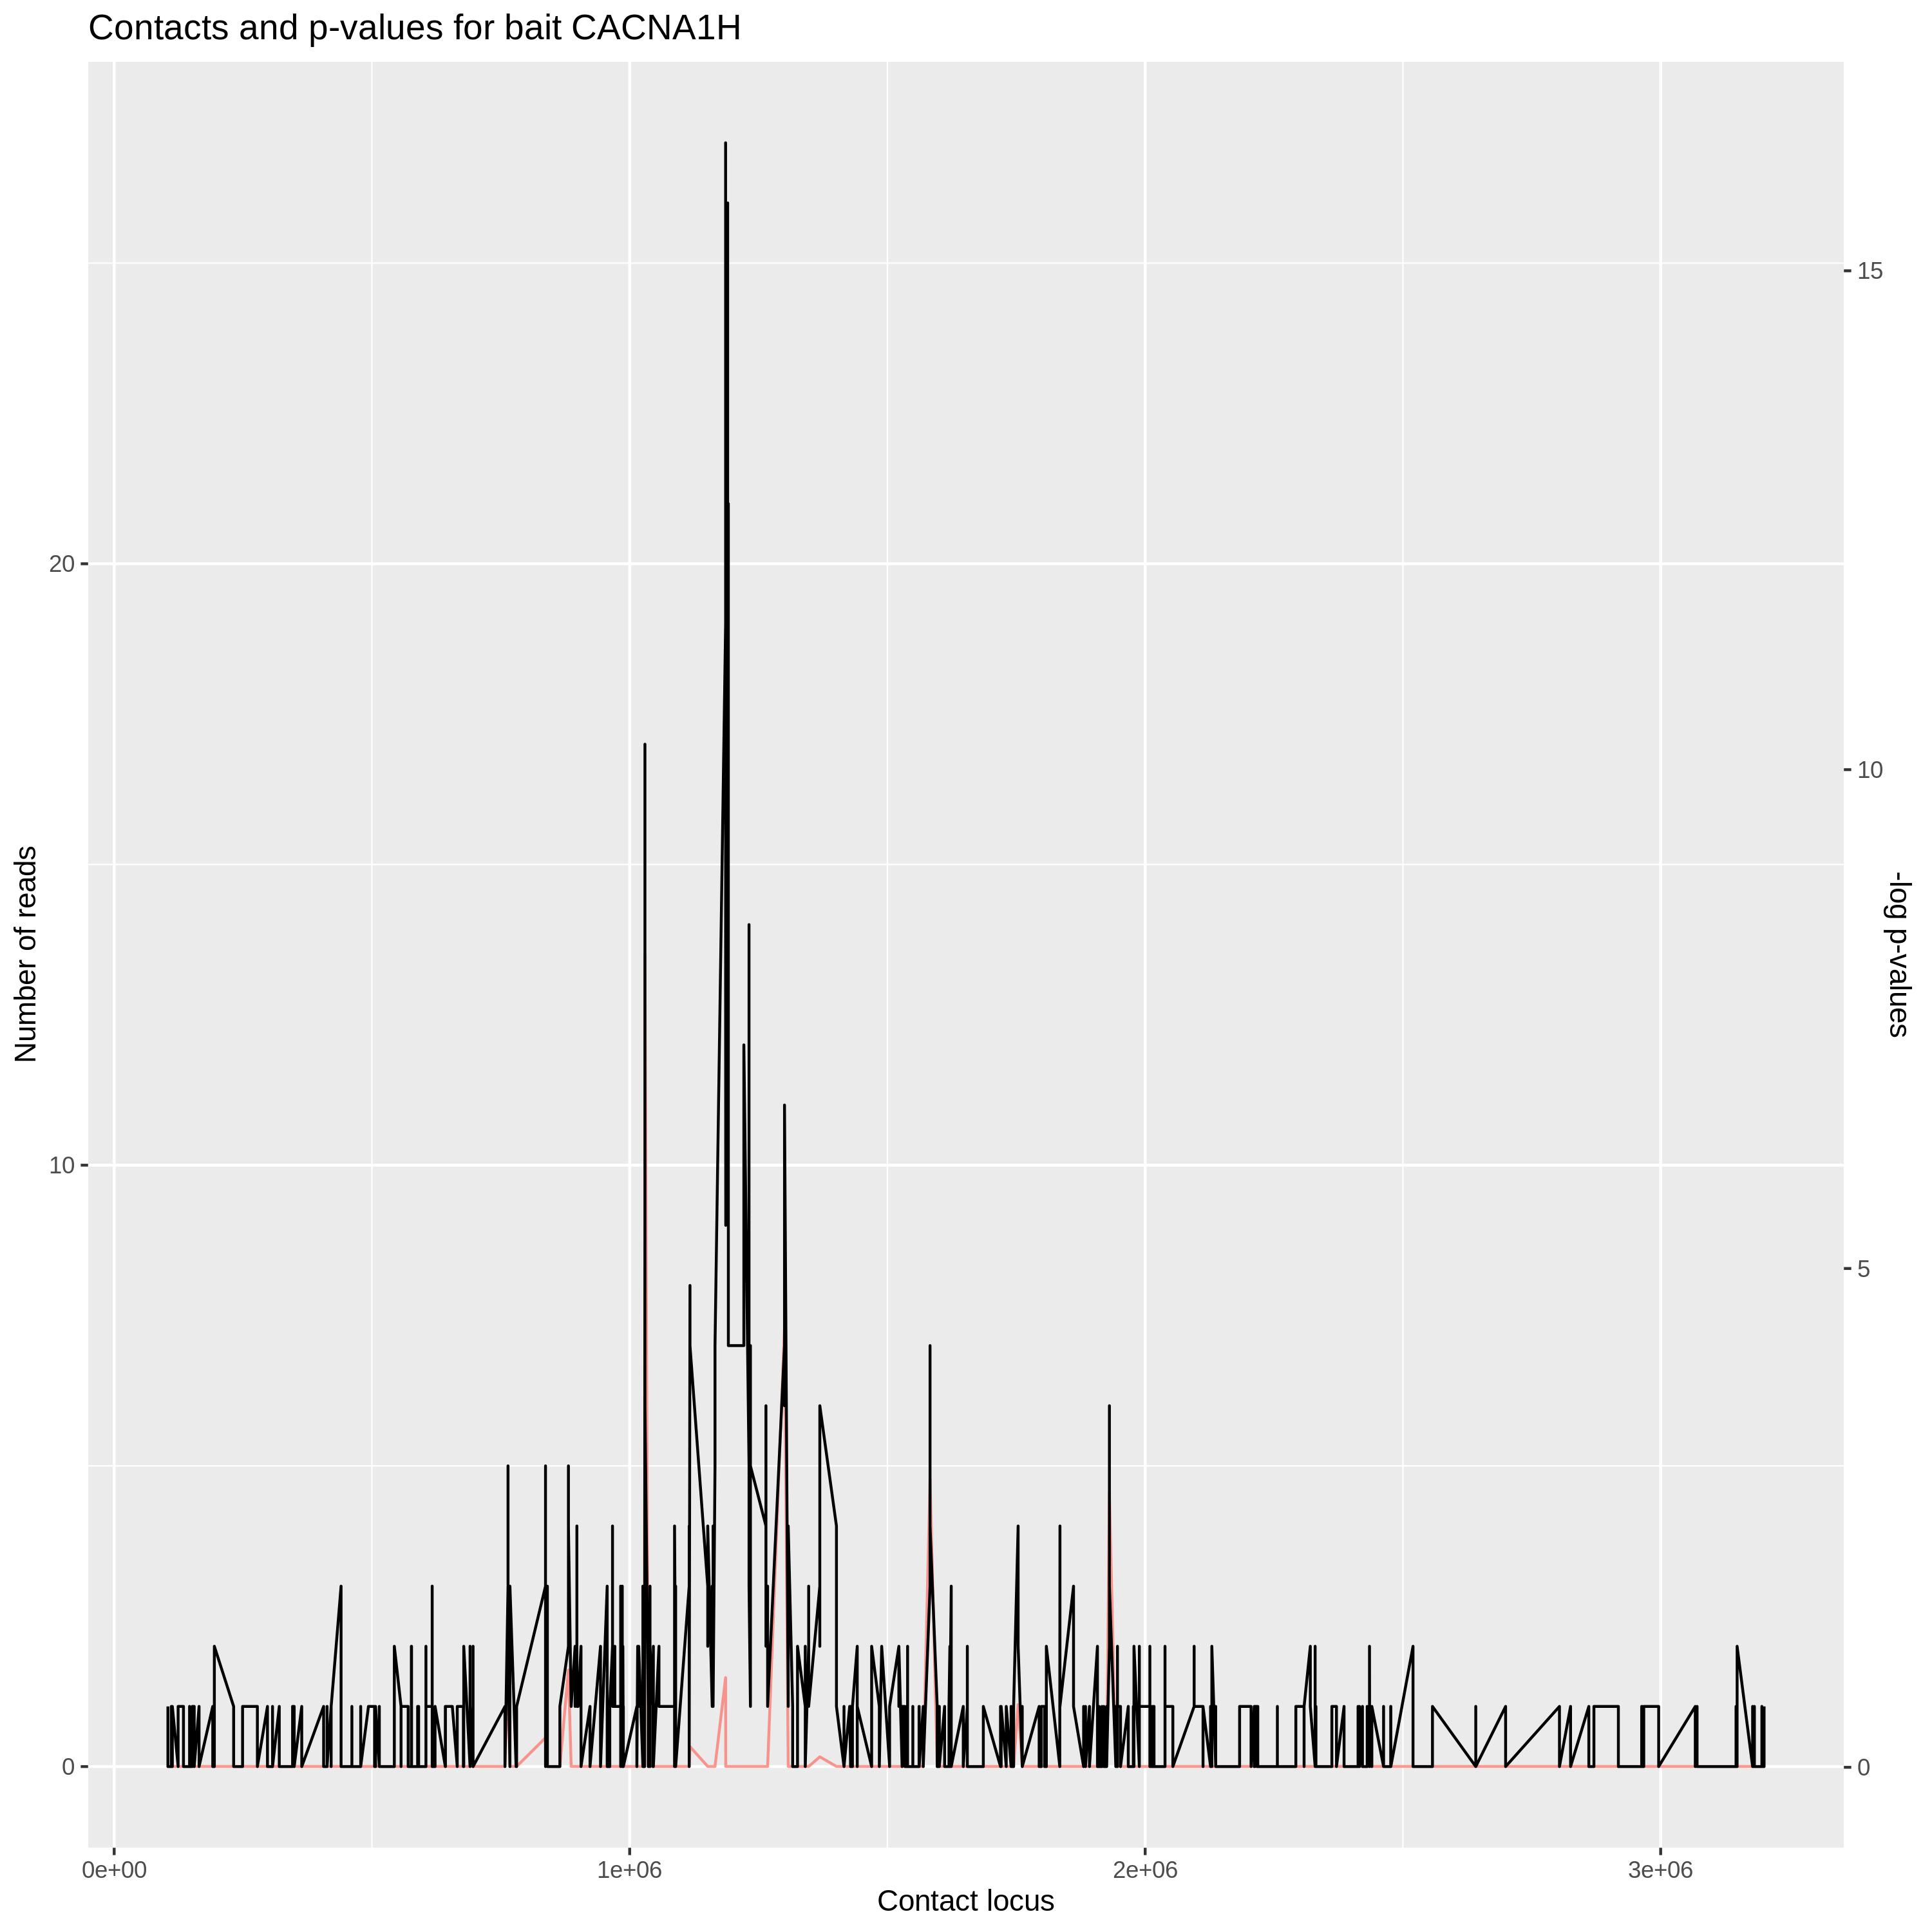 Contacts and p-values for bait CACNA1H
Number of reads
20
10
0
15
10
5
0
-log p-values
0e+00 1e+06 2e+06 3e+06
Contact locus